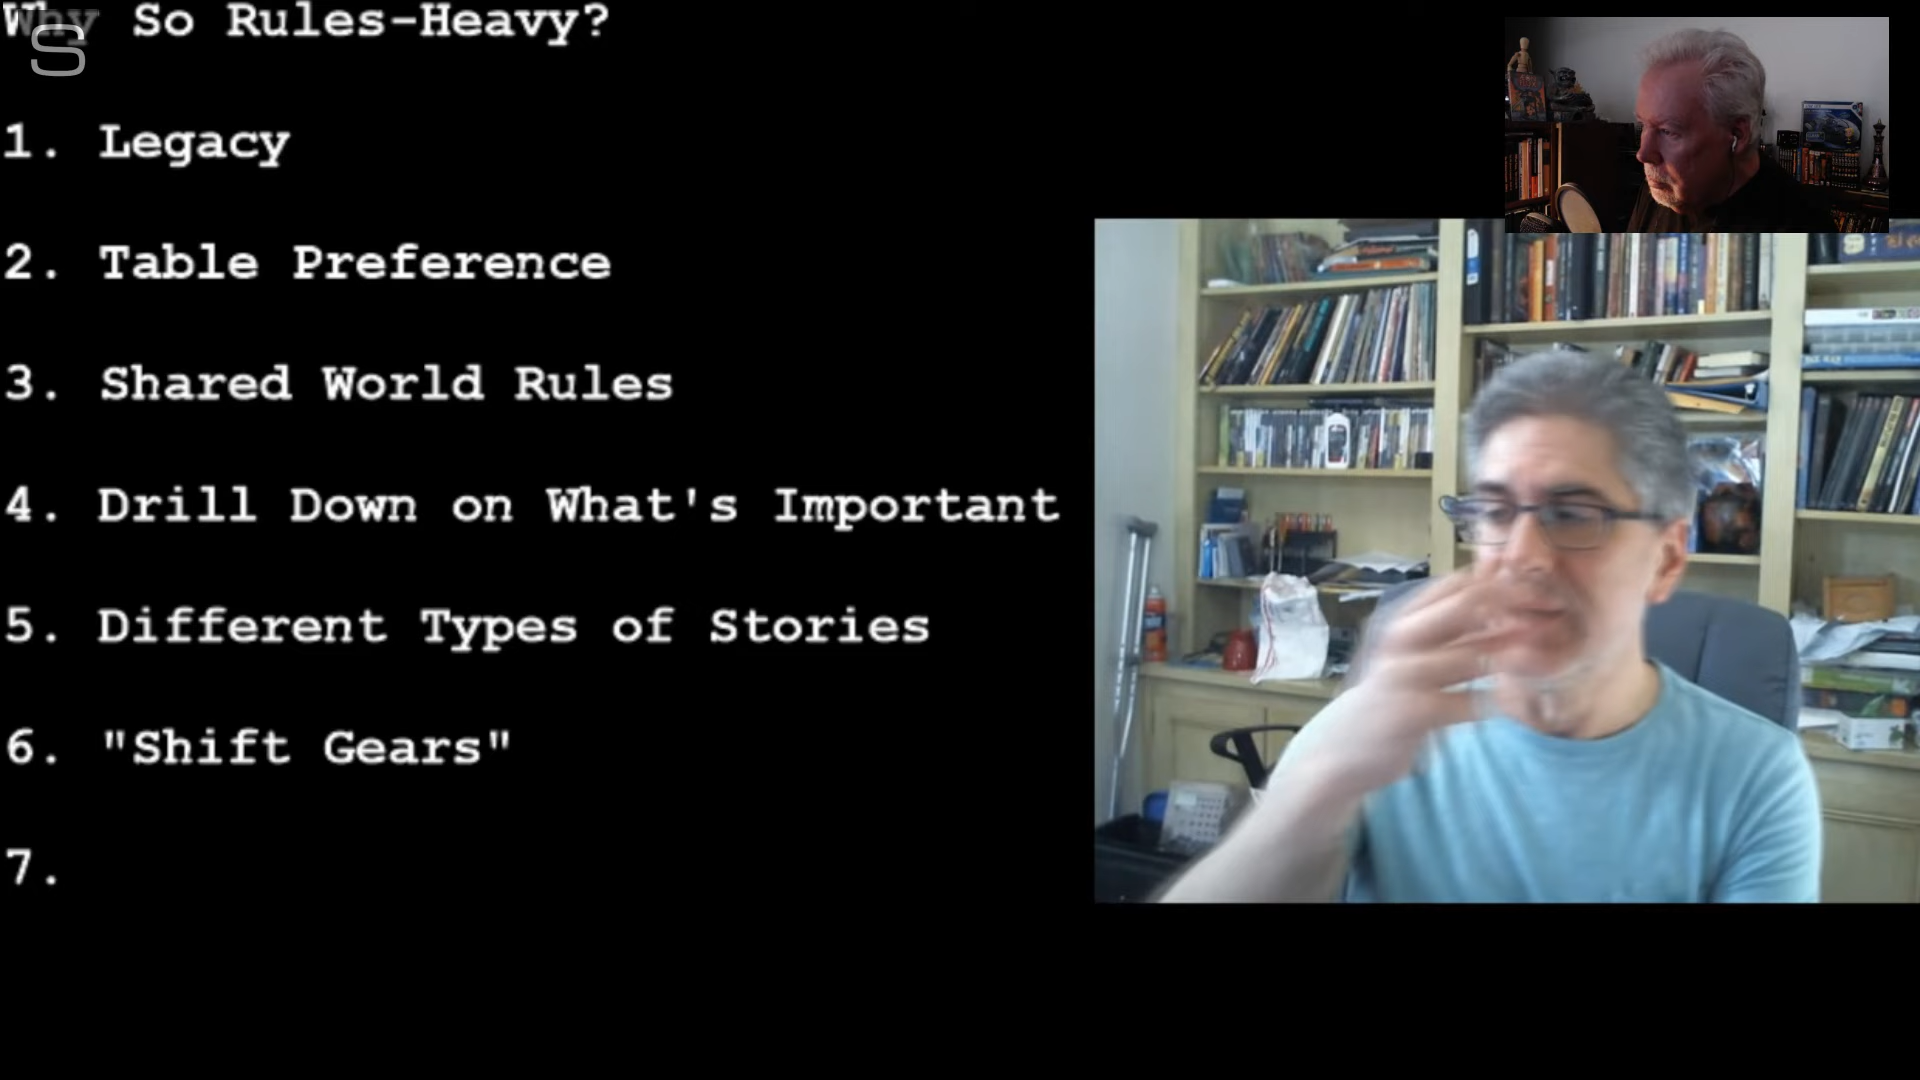 Why So Rules-Heavy?
S
1. Legacy
2. Table Preference
3. Shared World Rules
4. Drill Down on What's Important
5. Different Types of Stories
6. "Shift Gears"
7.